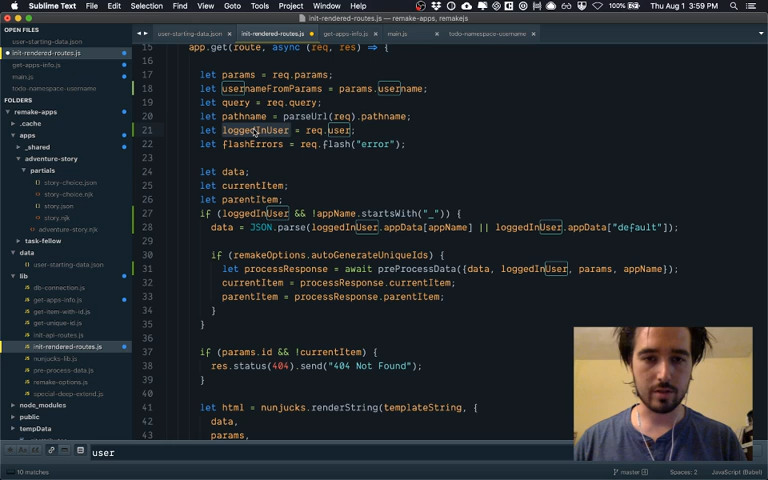 Sublime Text File Edit Selection Find View Goto Tools Project Window Help 100% Thu Aug 1 3:59 PM
init-rendered-routes.js — remake-apps, remakejs
OPEN FILES
user-starting-data.json
init-rendered-routes.js
get-apps-info.js
main.js
todo-namespace-username
FOLDERS
remake-apps
.cache
apps
_shared
adventure-story
partials
story-choice.json
story-choice.njk
story.json
story.njk
adventure-story.njk
task-fellow
data
user-starting-data.json
lib
db-connection.js
get-apps-info.js
get-item-with-id.js
get-unique-id.js
init-api-routes.js
init-rendered-routes.js
nunjucks-lib.js
pre-process-data.js
remake-options.js
special-deep-extend.js
node_modules
public
tempData
user-starting-data.json init-rendered-routes.js get-apps-info.js main.js todo-namespace-username
15 app.get(route, async (req, res) => {
16
17 let params = req.params;
18 let usernameFromParams = params.username;
19 let query = req.query;
20 let pathname = parseUrl(req).pathname;
21 let loggedInUser = req.user;
22 let flashErrors = req.flash("error");
23
24 let data;
25 let currentItem;
26 let parentItem;
27 if (loggedInUser && !appName.startsWith("_")) {
28 data = JSON.parse(loggedInUser.appData[appName] || loggedInUser.appData["default"]);
29
30 if (remakeOptions.autoGenerateUniqueIds) {
31 let processResponse = await preProcessData({data, loggedInUser, params, appName});
32 currentItem = processResponse.currentItem;
33 parentItem = processResponse.parentItem;
34 }
35 }
36
37 if (params.id && !currentItem) {
38 res.status(404).send("404 Not Found");
39 }
40
41 let html = nunjucks.renderString(templateString, {
42 data,
43 params,
user
10 matches master Spaces: 2 JavaScript (Babel)